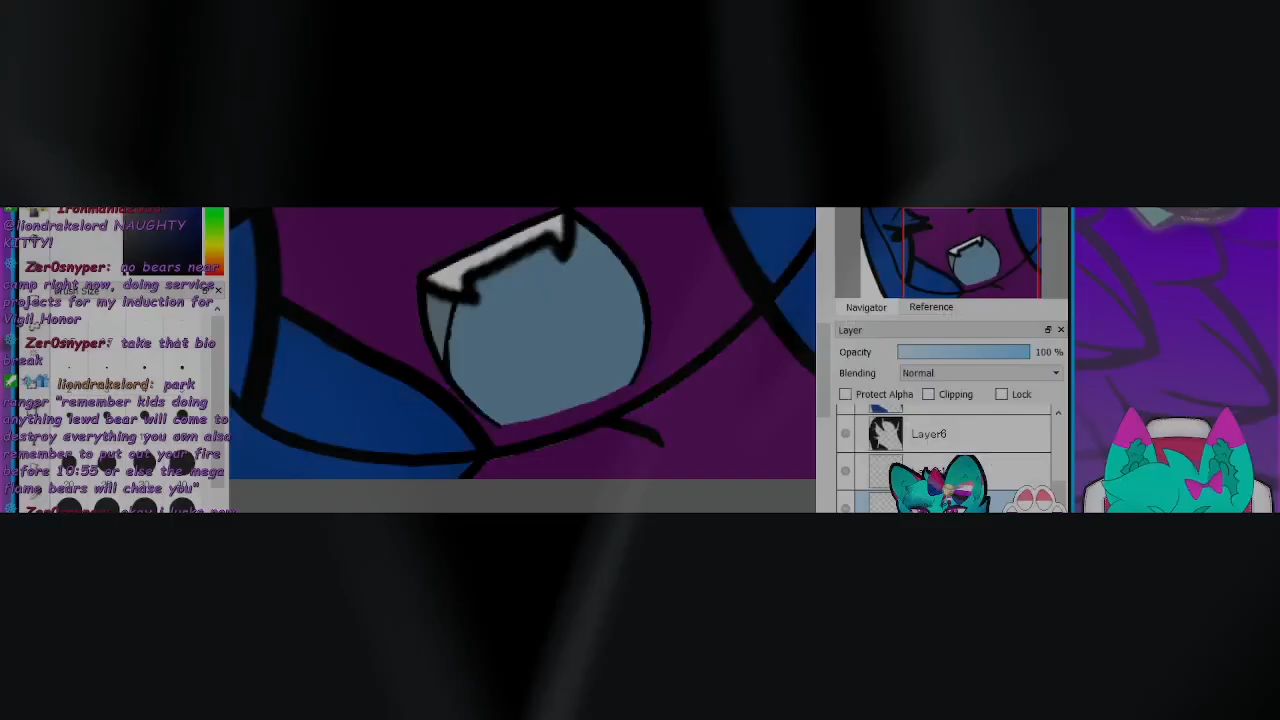 @liondrakelord NAUGHTY
KITTY!
Zer0snyper: no bears near
camp right now, doing service
projects for my induction for
Vigil Honor
Zer0snyper: take that bio
break
liondrakelord: park
ranger "remember kids doing
anything lewd bear will come to
destroy everything you own also
remember to put out your fire
before 10:55 or else the mega
flame bears will chase you"
Brush Size
Navigator
Reference
Layer
Opacity
100 %
Blending
Normal
Protect Alpha
Clipping
Lock
Layer6